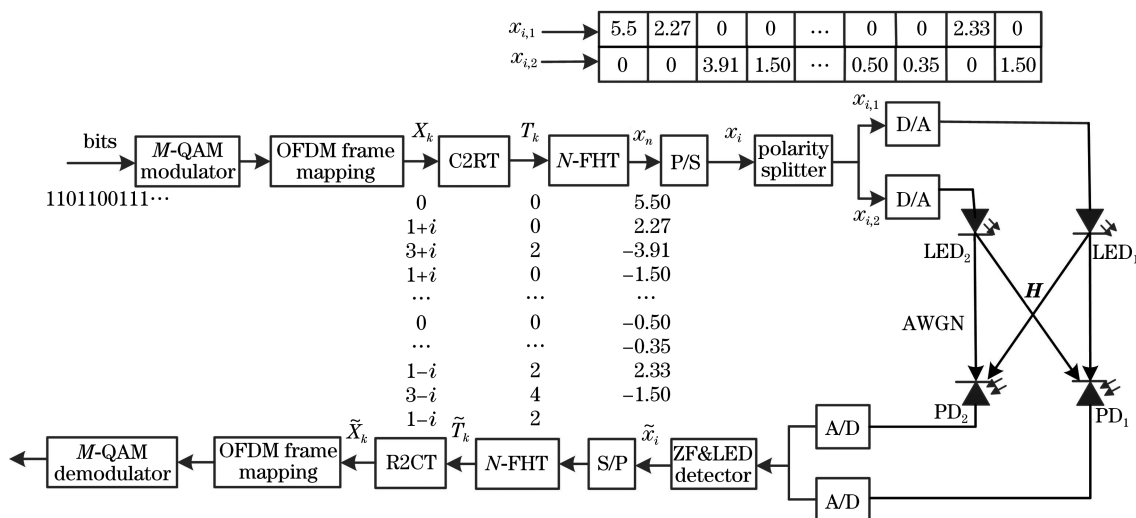 x_{i,1} 5.5 2.27 0 0 … 0 0 2.33 0
x_{i,2} 0 0 3.91 1.50 … 0.50 0.35 0 1.50
bits
1101100111…
M-QAM
modulator
OFDM frame
mapping
X_k
C2RT
T_k
N-FHT
x_n
P/S
x_i
polarity
splitter
x_{i,1}
D/A
x_{i,2}
D/A
0 0 5.50
1+i 0 2.27
3+i 2 −3.91
1+i 0 −1.50
… … …
0 0 −0.50
… … −0.35
1−i 2 2.33
3−i 4 −1.50
1−i 2
LED₂
LED₁
H
AWGN
PD₂
PD₁
M-QAM
demodulator
OFDM frame
mapping
X̃_k
R2CT
T̃_k
N-FHT
S/P
x̃_i
ZF&LED
detector
A/D
A/D